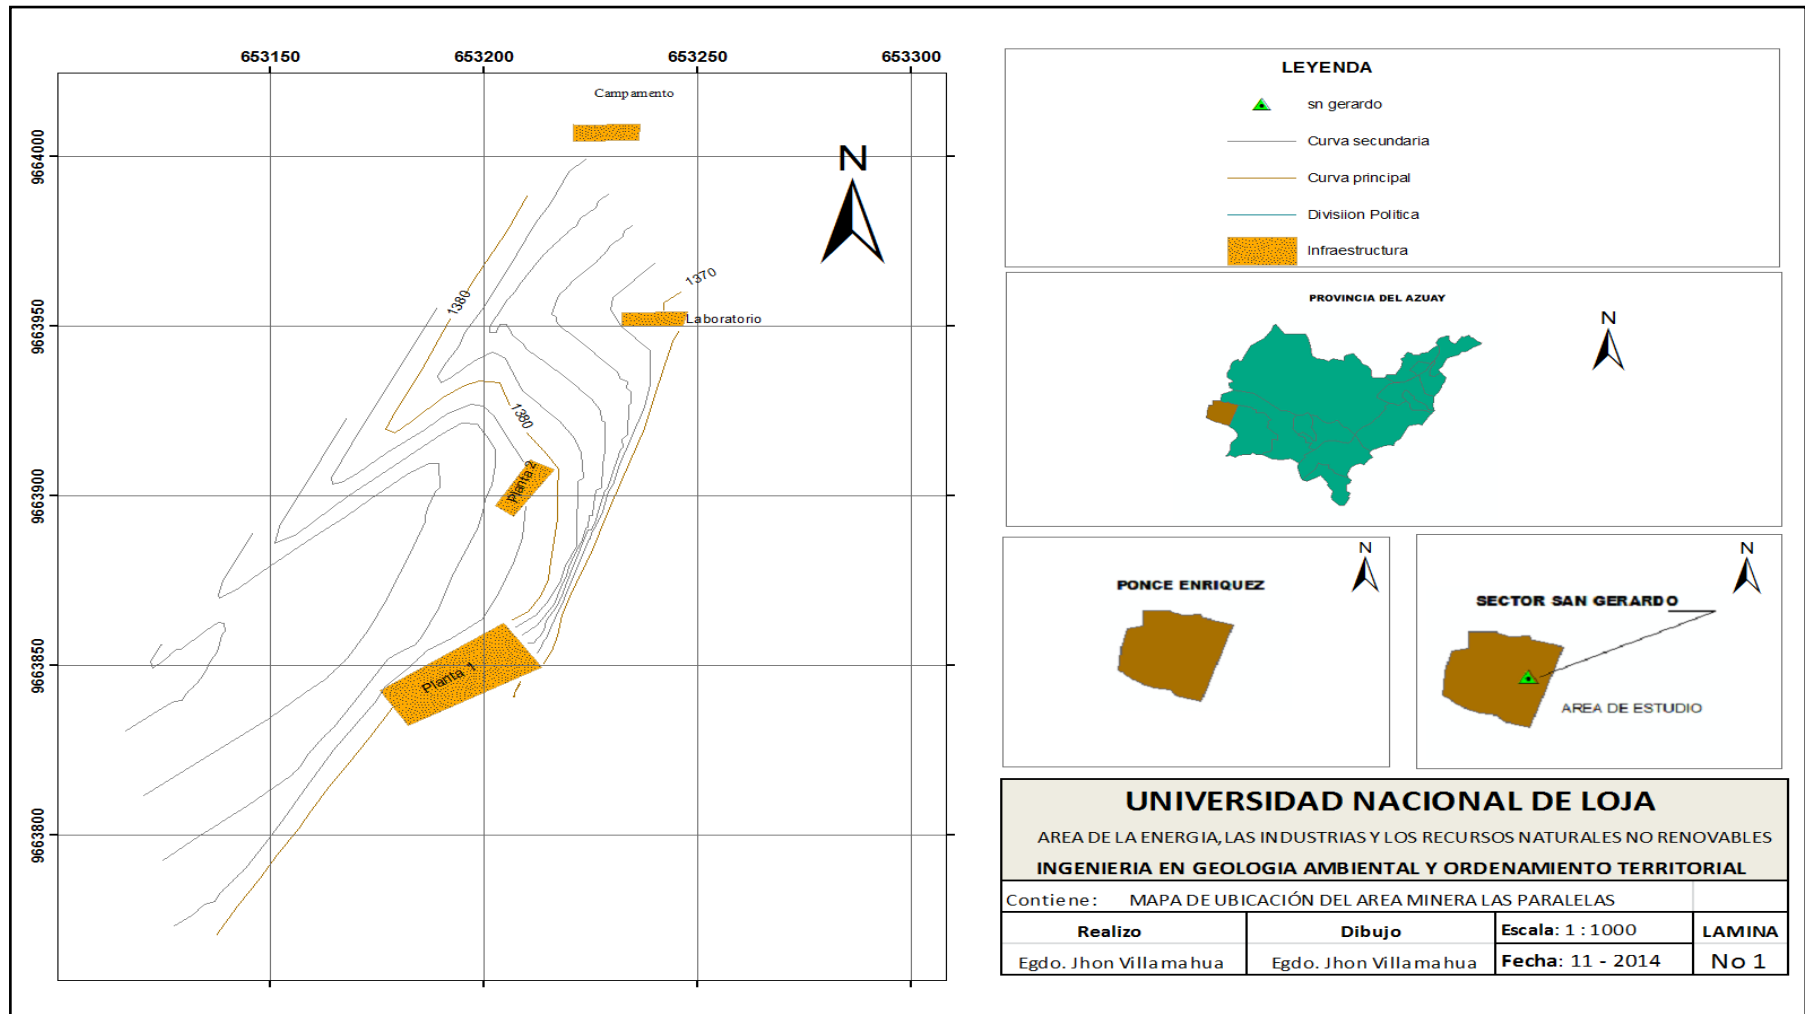 653150
653200
653250
653300
Campamento
9664000
N
1370
1380
Laboratorio
9663950
1380
Planta 2
9663900
9663850
Planta 1
9663800
LEYENDA
sn gerardo
Curva secundaria
Curva principal
Divisiion Politica
Infraestructura
PROVINCIA DEL AZUAY
N
PONCE ENRIQUEZ
N
SECTOR SAN GERARDO
N
AREA DE ESTUDIO
UNIVERSIDAD NACIONAL DE LOJA
AREA DE LA ENERGIA, LAS INDUSTRIAS Y LOS RECURSOS NATURALES NO RENOVABLES
INGENIERIA EN GEOLOGIA AMBIENTAL Y ORDENAMIENTO TERRITORIAL
Contiene: MAPA DE UBICACIÓN DEL AREA MINERA LAS PARALELAS
Realizo
Dibujo
Escala: 1 : 1000
LAMINA
Egdo. Jhon Villamahua
Egdo. Jhon Villamahua
Fecha: 11 - 2014
No 1